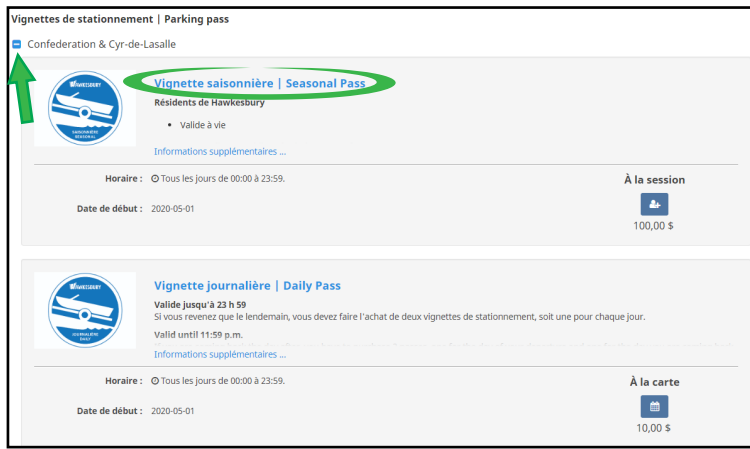 Vignettes de stationnement | Parking pass
Confederation & Cyr-de-Lasalle
HAWKESBURY
SAISONNIÈRE
SEASONAL
Vignette saisonnière | Seasonal Pass
Résidents de Hawkesbury
• Valide à vie
Informations supplémentaires ...
Horaire : Tous les jours de 00:00 à 23:59.
Date de début : 2020-05-01
À la session
100,00 $
HAWKESBURY
JOURNALIÈRE
DAILY
Vignette journalière | Daily Pass
Valide jusqu'à 23 h 59
Si vous revenez que le lendemain, vous devez faire l'achat de deux vignettes de stationnement, soit une pour chaque jour.
Valid until 11:59 p.m.
Informations supplémentaires ...
Horaire : Tous les jours de 00:00 à 23:59.
Date de début : 2020-05-01
À la carte
10,00 $